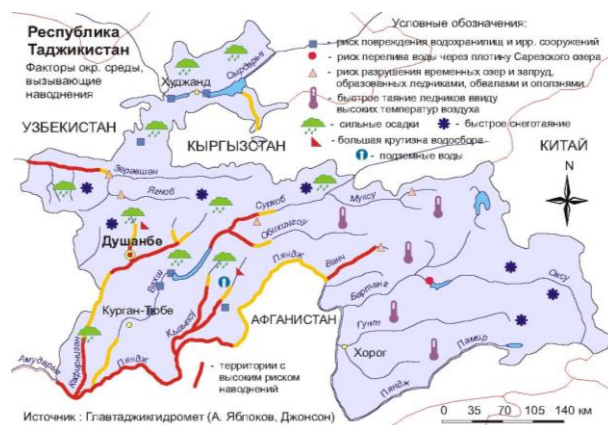 Республика
Таджикистан
Факторы окр. среды,
вызывающие
наводнения
Условные обозначения:
- риск повреждения водохранилищ и ирр. сооружений
- риск перелива воды через плотину Сарезского озера
- риск разрушения временных озер и запруд,
образованных ледниками, обвалами и оползнями
- быстрое таяние ледников ввиду
высоких температур воздуха
- сильные осадки
- быстрое снеготаяние
- большая крутизна водосбора
- подземные воды
Худжанд
Сырдарья
УЗБЕКИСТАН
КЫРГЫЗСТАН
КИТАЙ
N
Зеравшан
Ягноб
Сурхоб
Муксу
Обихингоу
Душанбе
Вахш
Пяндж
Ванч
Бартанг
Оксу
Курган-Тюбе
Кызылсу
АФГАНИСТАН
Гунт
Хорог
Памир
Кафирниган
Амударья
Пяндж
Пяндж
- территории с
высоким риском
наводнений
Источник : Главтаджикгидромет (А. Яблоков, Джонсон)
0 35 70 105 140 км